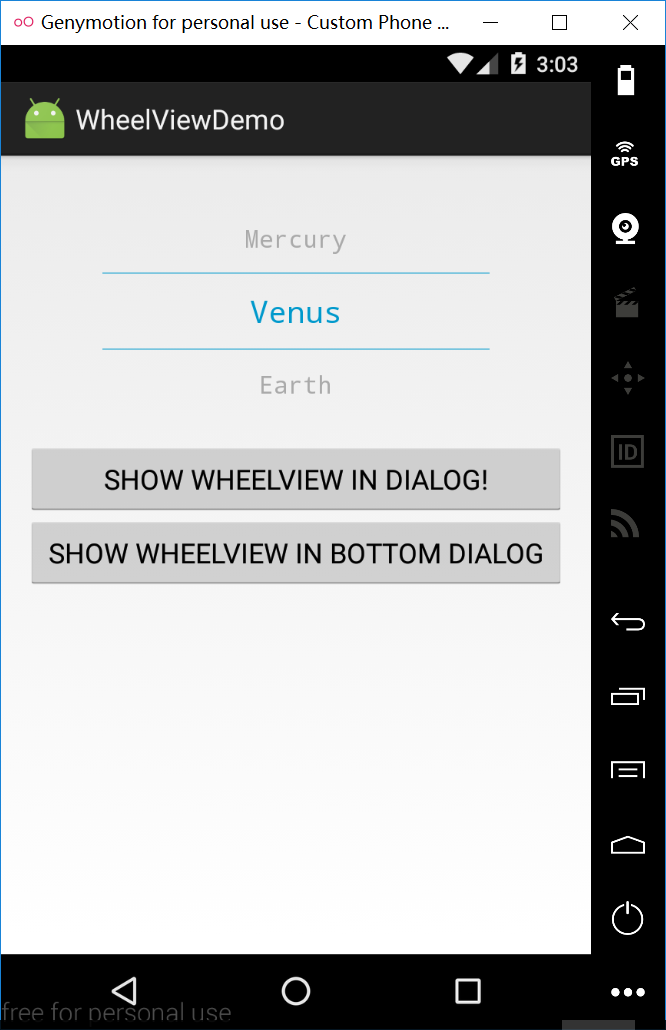 Genymotion for personal use - Custom Phone ...
3:03
WheelViewDemo
GPS
Mercury
Venus
Earth
ID
SHOW WHEELVIEW IN DIALOG!
SHOW WHEELVIEW IN BOTTOM DIALOG
free for personal use